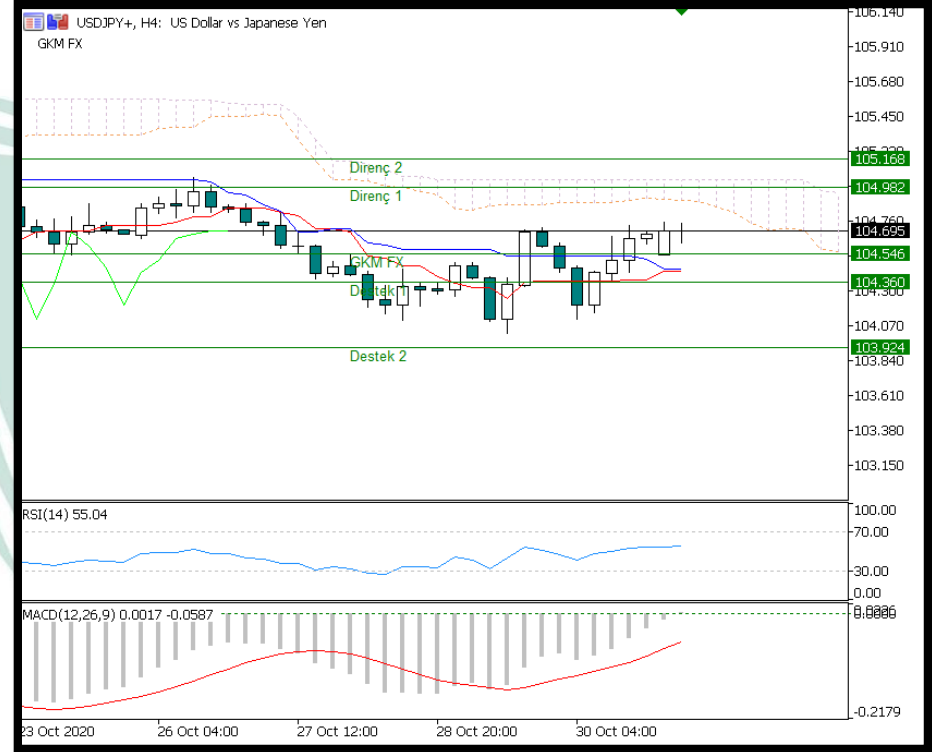 USDJPY+, H4: US Dollar vs Japanese Yen
GKM FX
106.140
105.910
105.680
105.450
105.168
Direnç 2
104.982
Direnç 1
104.760
104.695
104.546
GKM FX
104.360
Destek 1
104.300
104.070
103.924
Destek 2
103.840
103.610
103.380
103.150
RSI(14) 55.04
100.00
70.00
30.00
0.00
MACD(12,26,9) 0.0017 -0.0587
-0.2179
23 Oct 2020
26 Oct 04:00
27 Oct 12:00
28 Oct 20:00
30 Oct 04:00